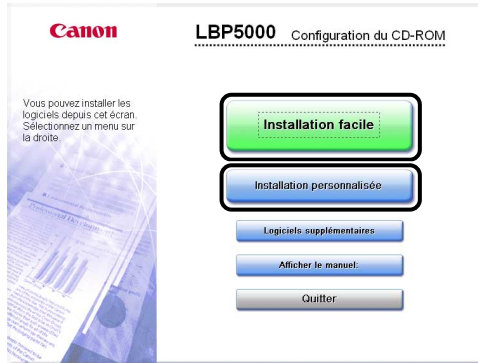 Canon
LBP5000 Configuration du CD-ROM
Vous pouvez installer les
logiciels depuis cet écran.
Sélectionnez un menu sur
la droite.
Installation facile
Installation personnalisée
Logiciels supplémentaires
Afficher le manuel:
Quitter